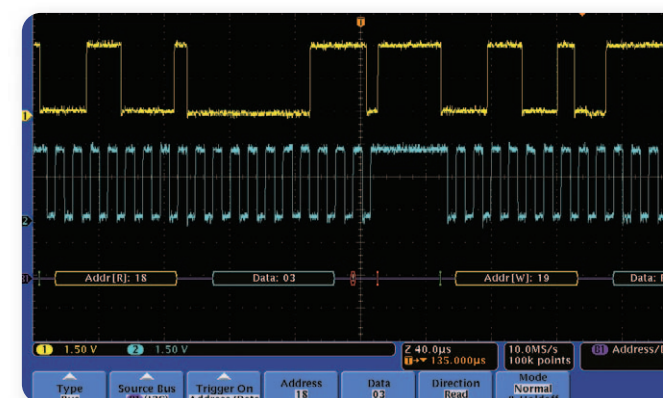 T
1
2
B1
Addr[R]: 18
Data: 03
Addr[W]: 19
Data:
1 1.50 V
2 1.50 V
Z 40.0µs
T→▼ 135.000µs
10.0MS/s
100k points
B1 Address/
Type
Bus
Source Bus
Trigger On
Address
18
Data
03
Direction
Read
Mode
Normal